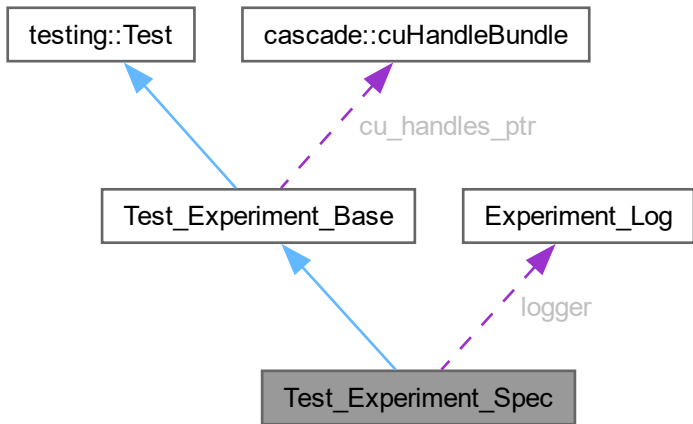 testing::Test
cascade::cuHandleBundle
cu_handles_ptr
Test_Experiment_Base
Experiment_Log
logger
Test_Experiment_Spec